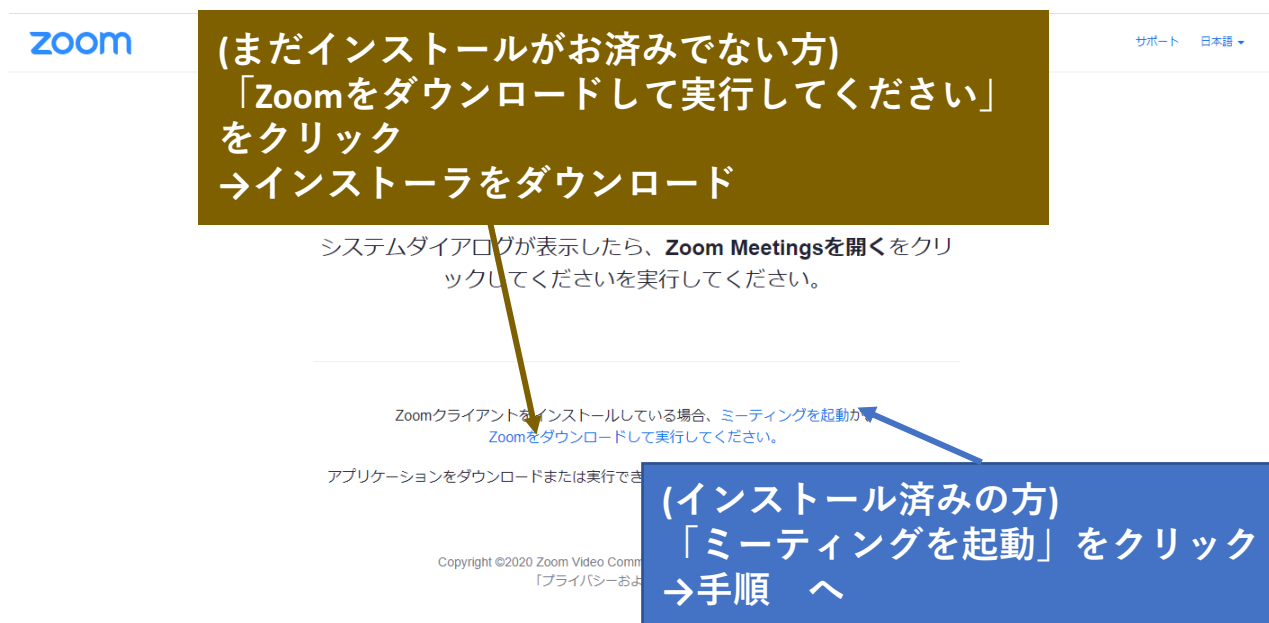 zoom
サポート 日本語
(まだインストールがお済みでない方)
「Zoomをダウンロードして実行してください」
をクリック
→インストーラをダウンロード
システムダイアログが表示したら、Zoom Meetingsを開くをクリ
ックしてくださいを実行してください。
Zoomクライアントをインストールしている場合、ミーティングを起動か、
Zoomをダウンロードして実行してください。
アプリケーションをダウンロードまたは実行でき
(インストール済みの方)
「ミーティングを起動」をクリック
→手順　へ
Copyright ©2020 Zoom Video Comm
「プライバシーおよ